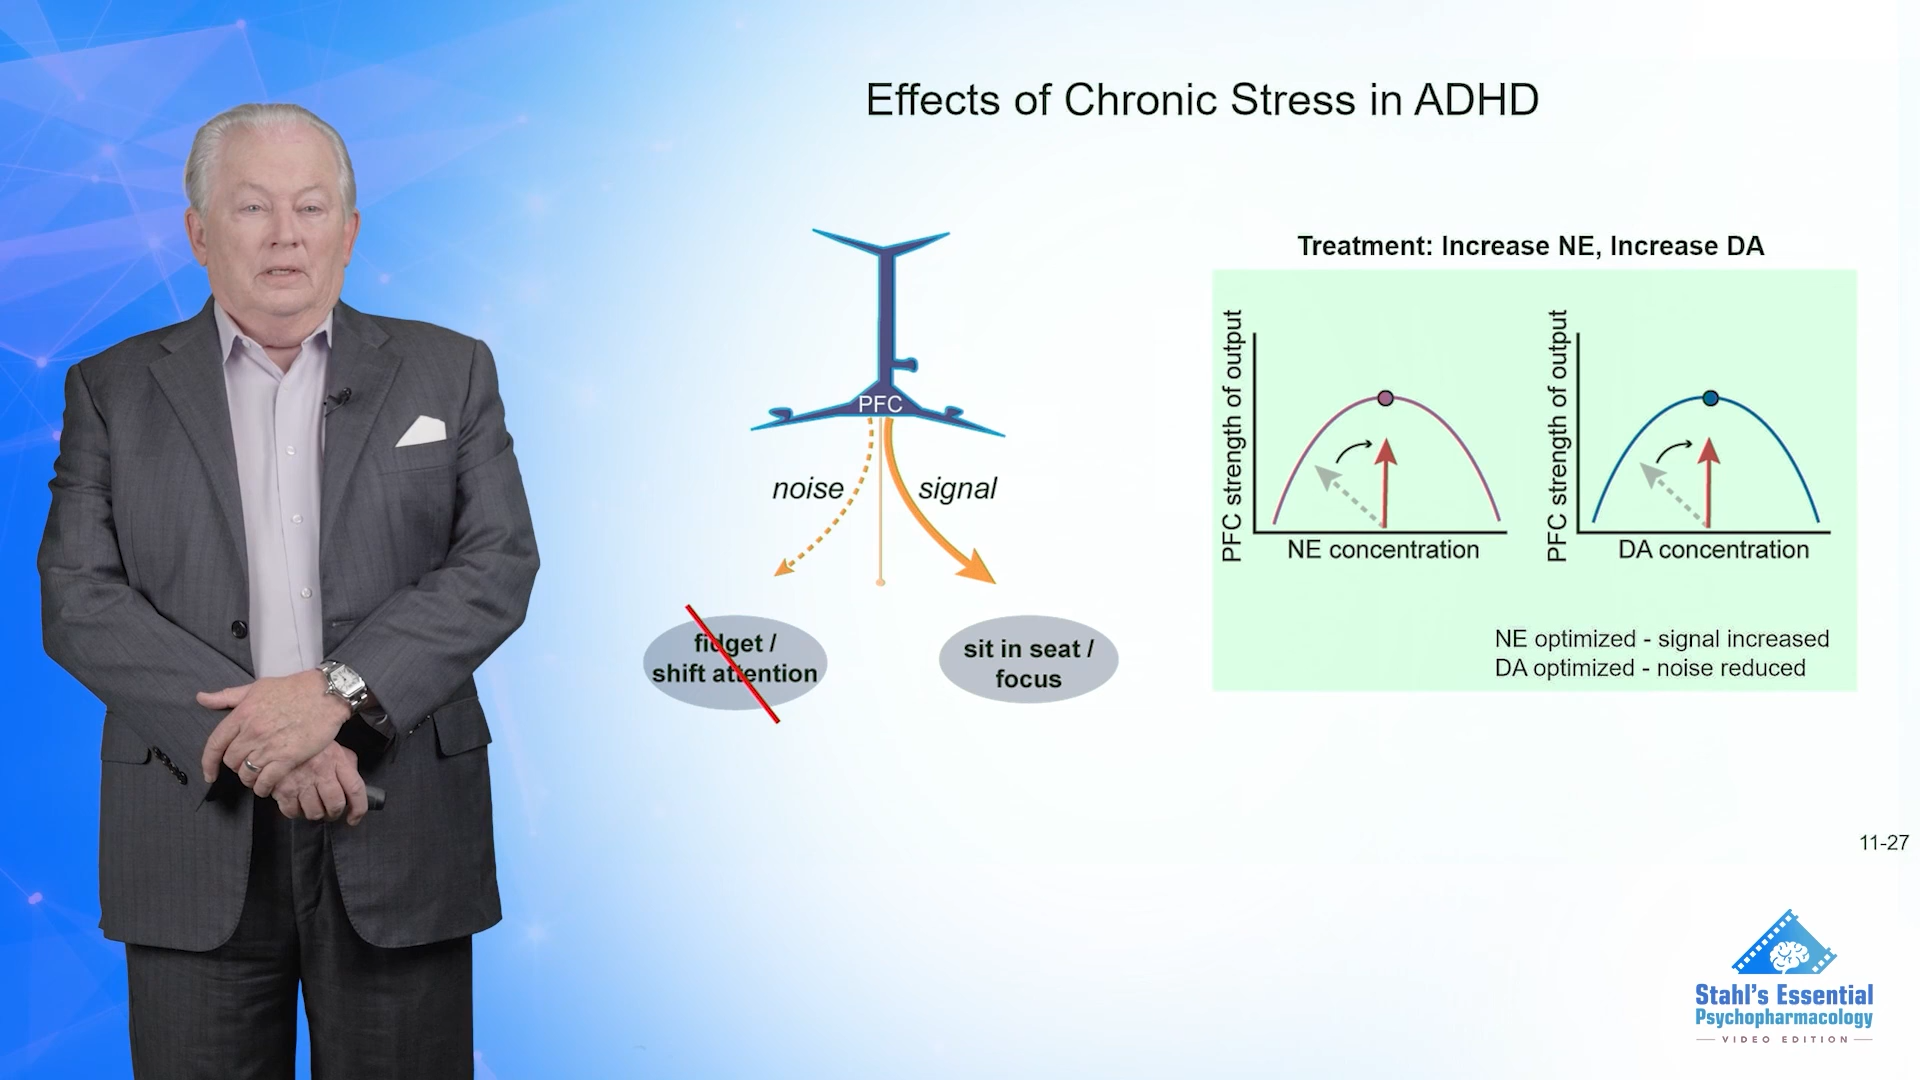 Effects of Chronic Stress in ADHD
PFC
noise
signal
fidget /
shift attention
sit in seat /
focus
Treatment: Increase NE, Increase DA
PFC strength of output
NE concentration
PFC strength of output
DA concentration
NE optimized - signal increased
DA optimized - noise reduced
11-27
Stahl's Essential
Psychopharmacology
VIDEO EDITION